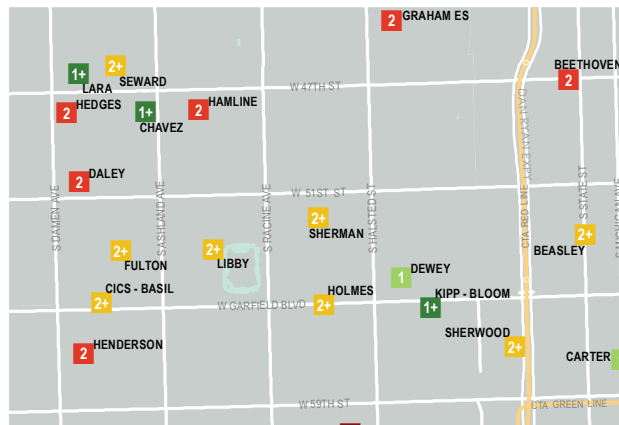 2
GRAHAM ES
1+
2+
SEWARD
LARA
BEETHOVEN
2
W 47TH ST
2
HEDGES
1+
CHAVEZ
2
HAMLINE
DAN RYAN EXPY
2
DALEY
W 51ST ST
S DAMEN AVE
S ASHLAND AVE
S RACINE AVE
S HALSTED ST
CTA RED LINE
S STATE ST
S MICHIGAN AVE
2+
SHERMAN
2+
BEASLEY
2+
FULTON
2+
LIBBY
1
DEWEY
CICS - BASIL
2+
W GARFIELD BLVD
HOLMES
2+
KIPP - BLOOM
1+
SHERWOOD
2+
2
HENDERSON
CARTER
W 59TH ST
CTA GREEN LINE